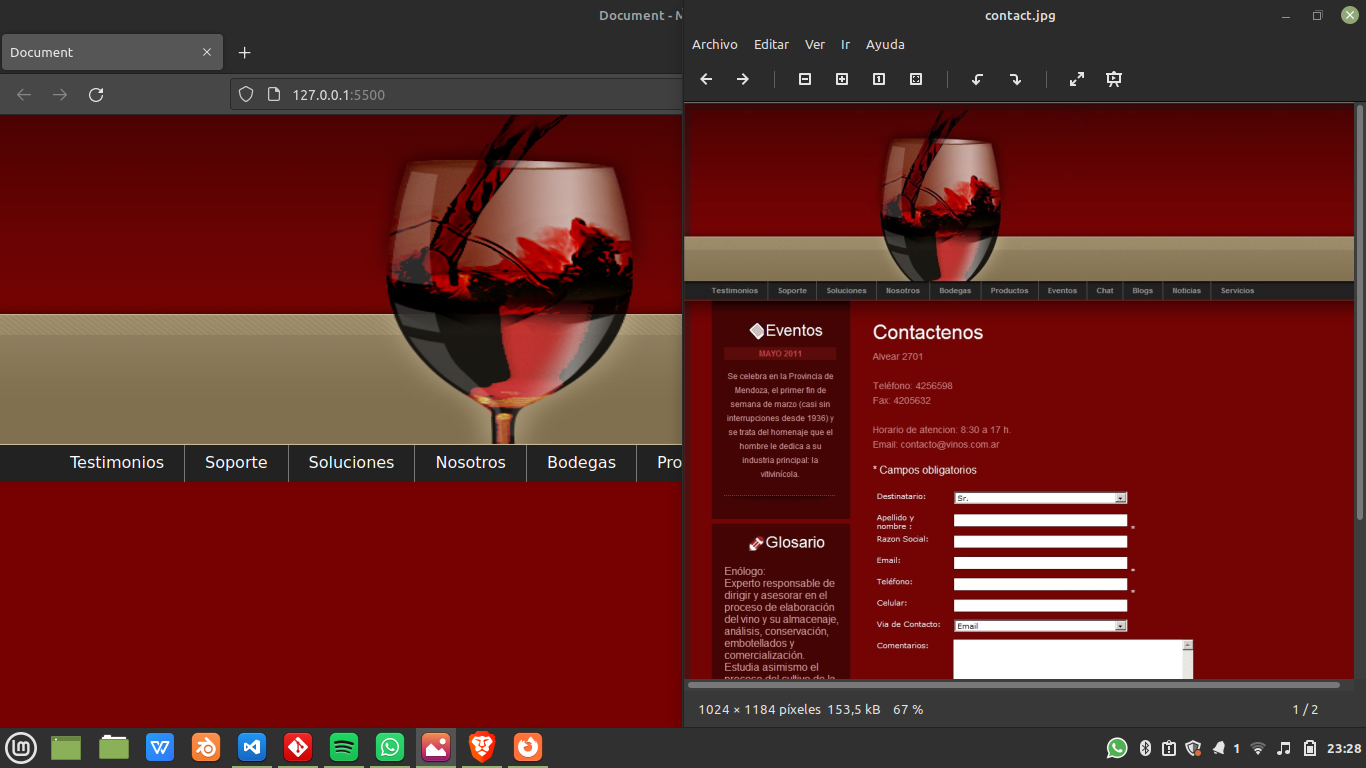 Document - M
contact.jpg
Document
Archivo Editar Ver Ir Ayuda
127.0.0.1:5500
Testimonios Soporte Soluciones Nosotros Bodegas Pro
Testimonios Soporte Soluciones Nosotros Bodegas Productos Eventos Chat Blogs Noticias Servicios
Eventos
MAYO 2011
Se celebra en la Provincia de
Mendoza, el primer fin de
semana de marzo (casi sin
interrupciones desde 1936) y
se trata del homenaje que el
hombre le dedica a su
industria principal: la
vitivinícola.
Glosario
Enólogo:
Experto responsable de
dirigir y asesorar en el
proceso de elaboración
del vino y su almacenaje,
análisis, conservación,
embotellados y
comercialización.
Estudia asimismo el
proceso del cultivo de la
Contactenos
Alvear 2701
Teléfono: 4256598
Fax: 4205632
Horario de atencion: 8:30 a 17 h.
Email: contacto@vinos.com.ar
* Campos obligatorios
Destinatario: Sr.
Apellido y
nombre : *
Razon Social:
Email: *
Teléfono: *
Celular:
Via de Contacto: Email
Comentarios:
1024 × 1184 píxeles 153,5 kB 67 %
1 / 2
1
23:28